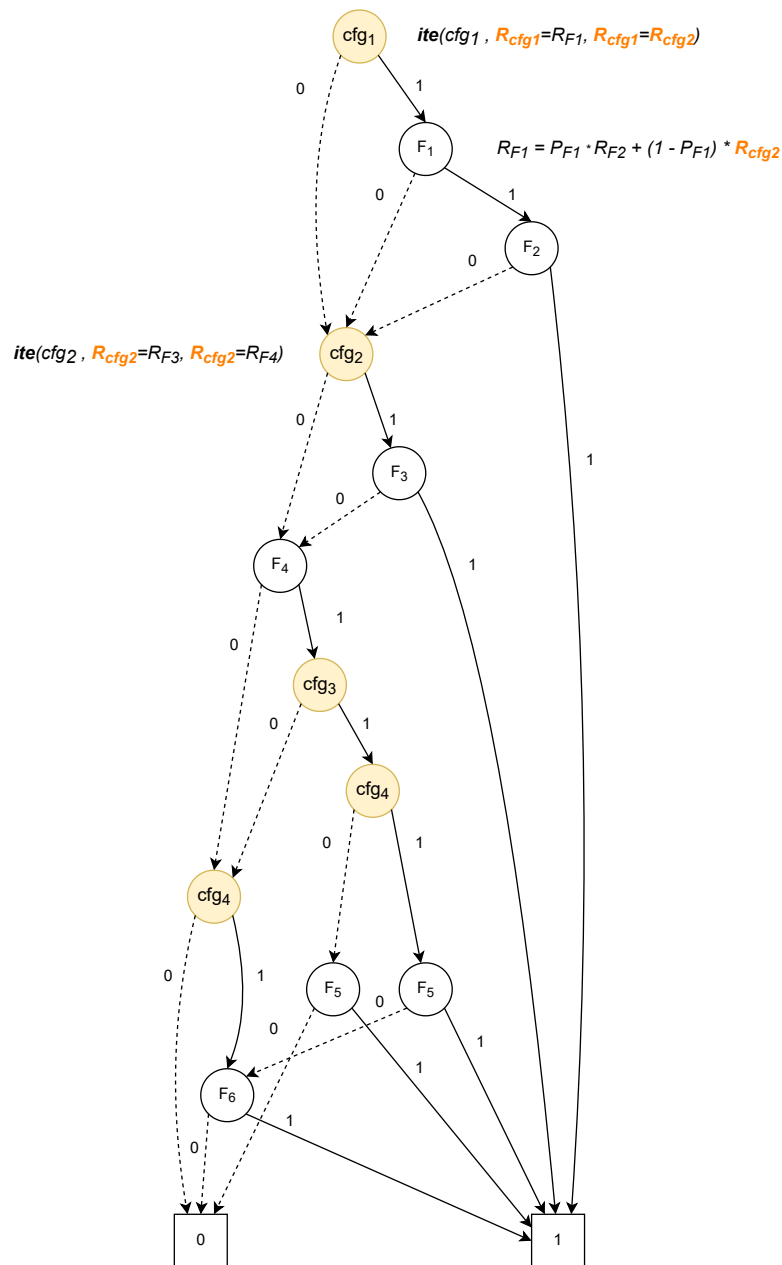 cfg1
ite(cfg1 , Rcfg1=RF1, Rcfg1=Rcfg2)
0
1
F1
RF1 = PF1 * RF2 + (1 - PF1) * Rcfg2
0
1
F2
0
cfg2
ite(cfg2 , Rcfg2=RF3, Rcfg2=RF4)
0
1
1
F3
0
F4
1
0
1
cfg3
0
1
cfg4
0
1
cfg4
0
1
F5
F5
0
0
1
1
F6
0
1
0
1